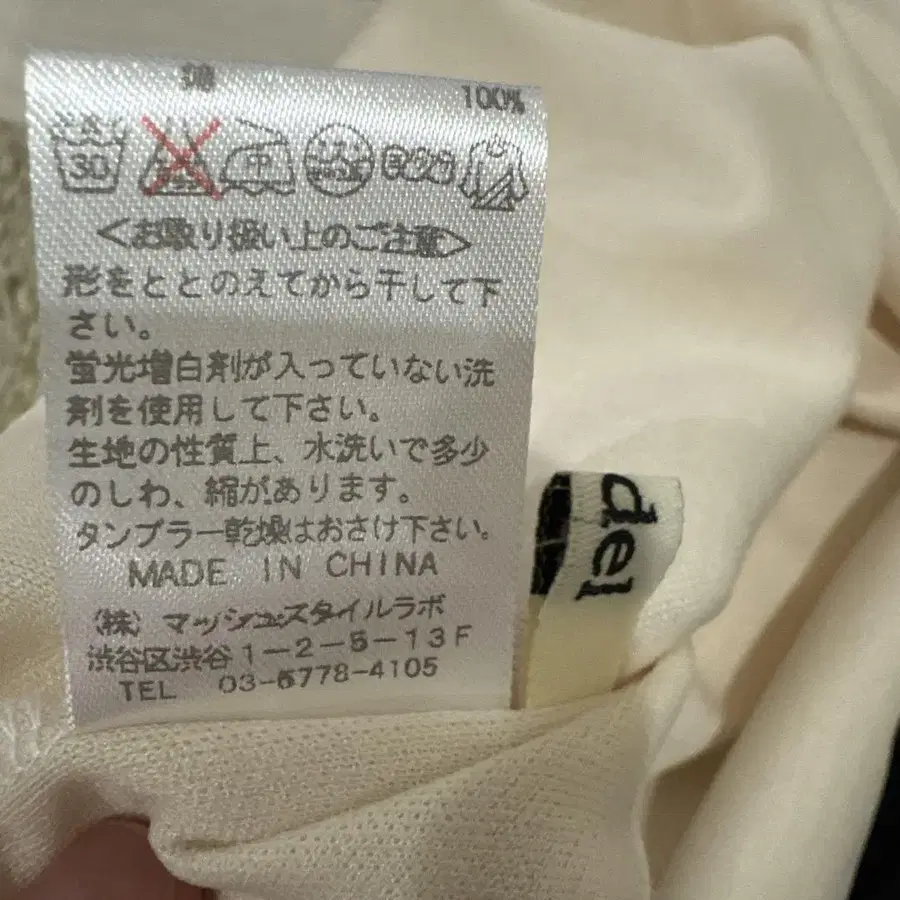 綿 100%
30 中
<お取り扱い上のご注意>
形をととのえてから干して下
さい。
蛍光増白剤が入っていない洗
剤を使用して下さい。
生地の性質上、水洗いで多少
のしわ、縮があります。
タンブラー乾燥はおさけ下さい。
MADE IN CHINA
(株) マッシュスタイルラボ
渋谷区渋谷1-2-5-13F
TEL 03-5778-4105
del